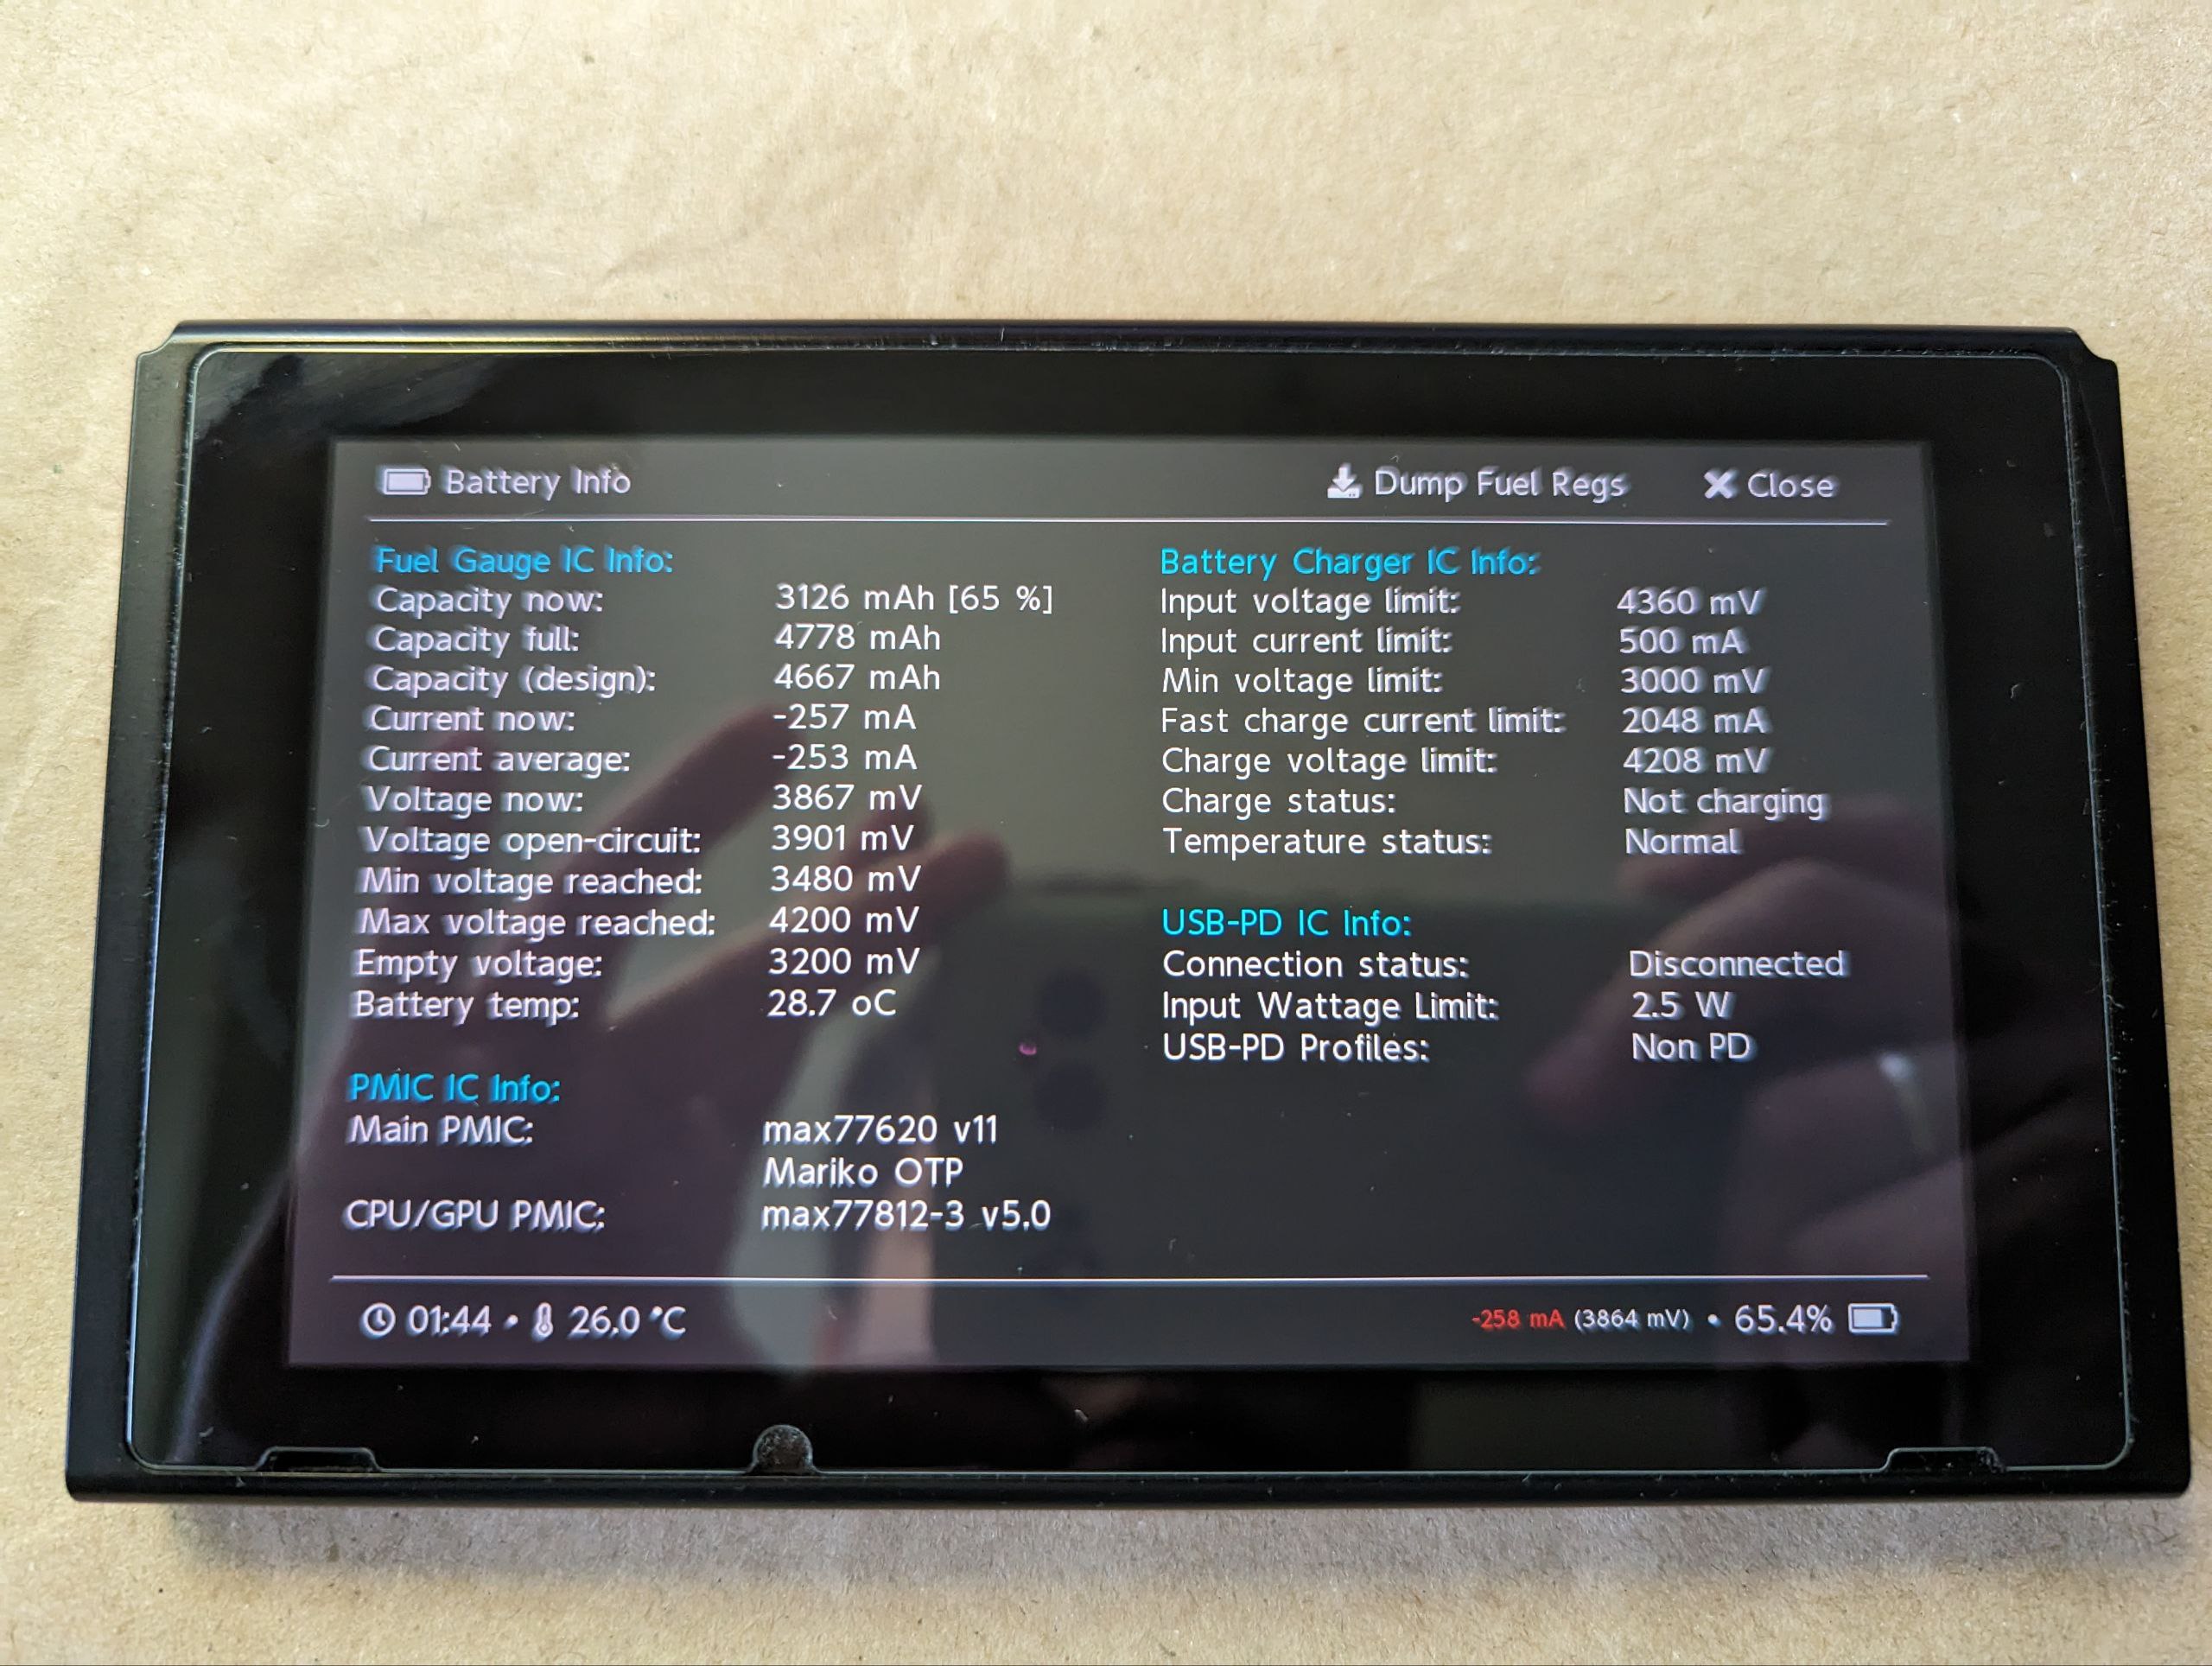 Battery Info
Dump Fuel Regs
Close
Fuel Gauge IC Info:
Capacity now: 3126 mAh [65 %]
Capacity full: 4778 mAh
Capacity (design): 4667 mAh
Current now: -257 mA
Current average: -253 mA
Voltage now: 3867 mV
Voltage open-circuit: 3901 mV
Min voltage reached: 3480 mV
Max voltage reached: 4200 mV
Empty voltage: 3200 mV
Battery temp: 28.7 oC
PMIC IC Info:
Main PMIC: max77620 v11
Mariko OTP
CPU/GPU PMIC: max77812-3 v5.0
Battery Charger IC Info:
Input voltage limit: 4360 mV
Input current limit: 500 mA
Min voltage limit: 3000 mV
Fast charge current limit: 2048 mA
Charge voltage limit: 4208 mV
Charge status: Not charging
Temperature status: Normal
USB-PD IC Info:
Connection status: Disconnected
Input Wattage Limit: 2.5 W
USB-PD Profiles: Non PD
01:44 • 26.0 °C
-258 mA (3864 mV) • 65.4%